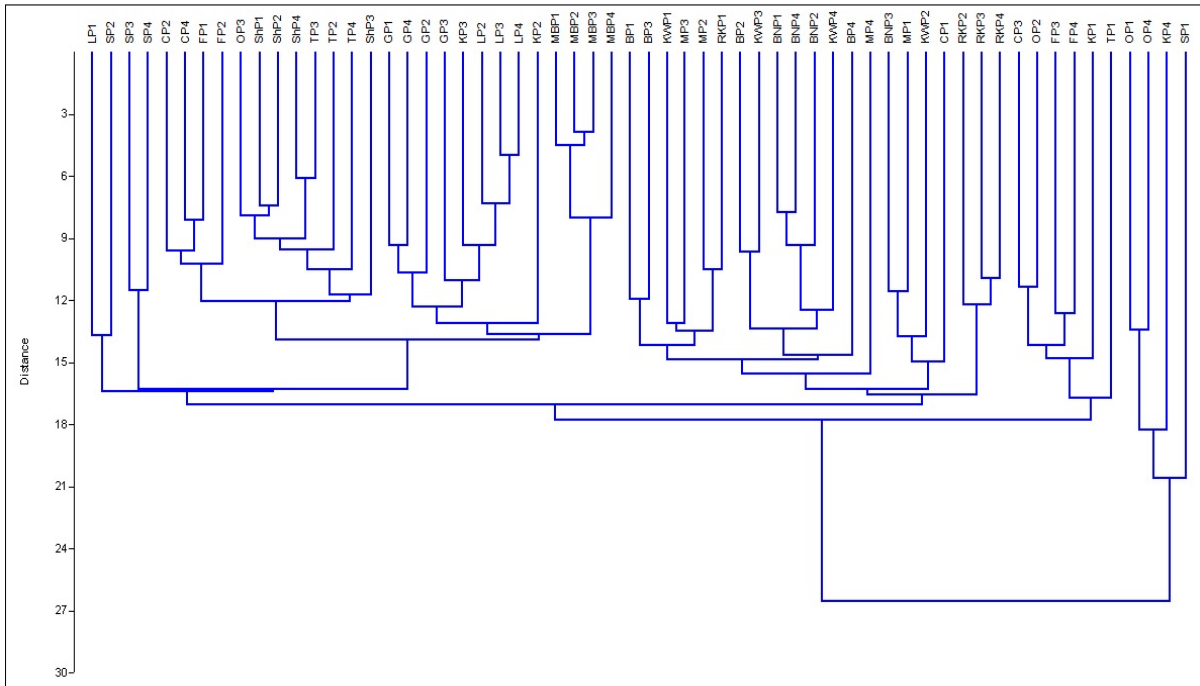 LP1
SP2
SP3
SP4
CP2
CP4
FP1
FP2
OP3
ShP1
ShP2
ShP4
TP3
TP2
TP4
ShP3
GP1
GP4
GP2
GP3
KP3
LP2
LP3
LP4
KP2
MBP1
MBP2
MBP3
MBP4
BP1
BP3
KWP1
MP3
MP2
RKP1
BP2
KWP3
BNP1
BNP4
BNP2
KWP4
BP4
MP4
BNP3
MP1
KWP2
CP1
RKP2
RKP3
RKP4
CP3
OP2
FP3
FP4
KP1
TP1
OP1
OP4
KP4
SP1
3
6
9
12
15
18
21
24
27
30
Distance